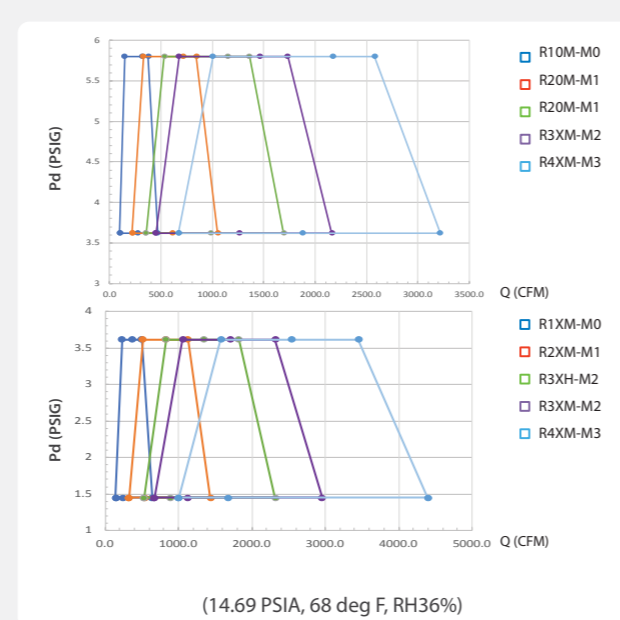 6
5.5
5
4.5
4
3.5
3
Pd (PSIG)
0.0 500.0 1000.0 1500.0 2000.0 2500.0 3000.0 3500.0
Q (CFM)
R10M-M0
R20M-M1
R20M-M1
R3XM-M2
R4XM-M3
4
3.5
3
2.5
2
1.5
1
Pd (PSIG)
0.0 1000.0 2000.0 3000.0 4000.0 5000.0
Q (CFM)
R1XM-M0
R2XM-M1
R3XH-M2
R3XM-M2
R4XM-M3
(14.69 PSIA, 68 deg F, RH36%)